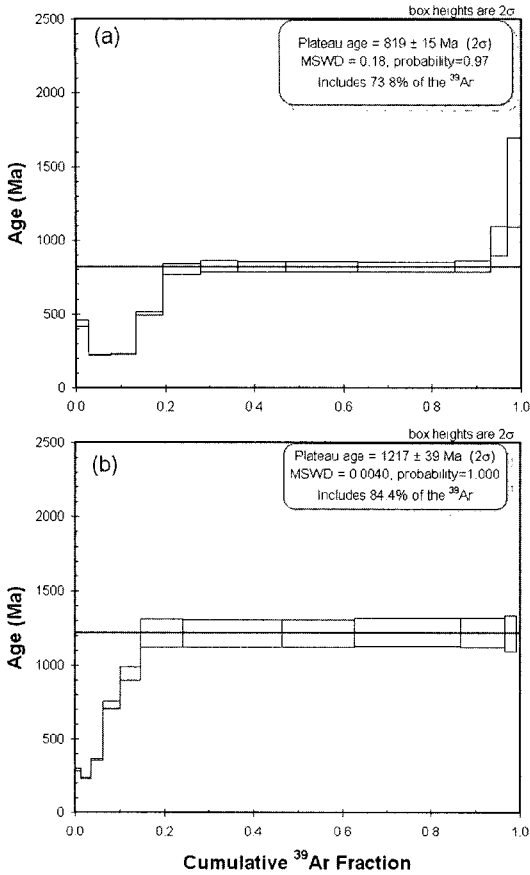 box heights are 2σ
(a)
Plateau age = 819 ± 15 Ma (2σ)
MSWD = 0.18, probability=0.97
Includes 73.8% of the ³⁹Ar
2500
2000
1500
1000
500
0
Age (Ma)
0.0 0.2 0.4 0.6 0.8 1.0
box heights are 2σ
(b)
Plateau age = 1217 ± 39 Ma (2σ)
MSWD = 0.0040, probability=1.000
Includes 84.4% of the ³⁹Ar
2500
2000
1500
1000
500
0
Age (Ma)
0.0 0.2 0.4 0.6 0.8 1.0
Cumulative ³⁹Ar Fraction